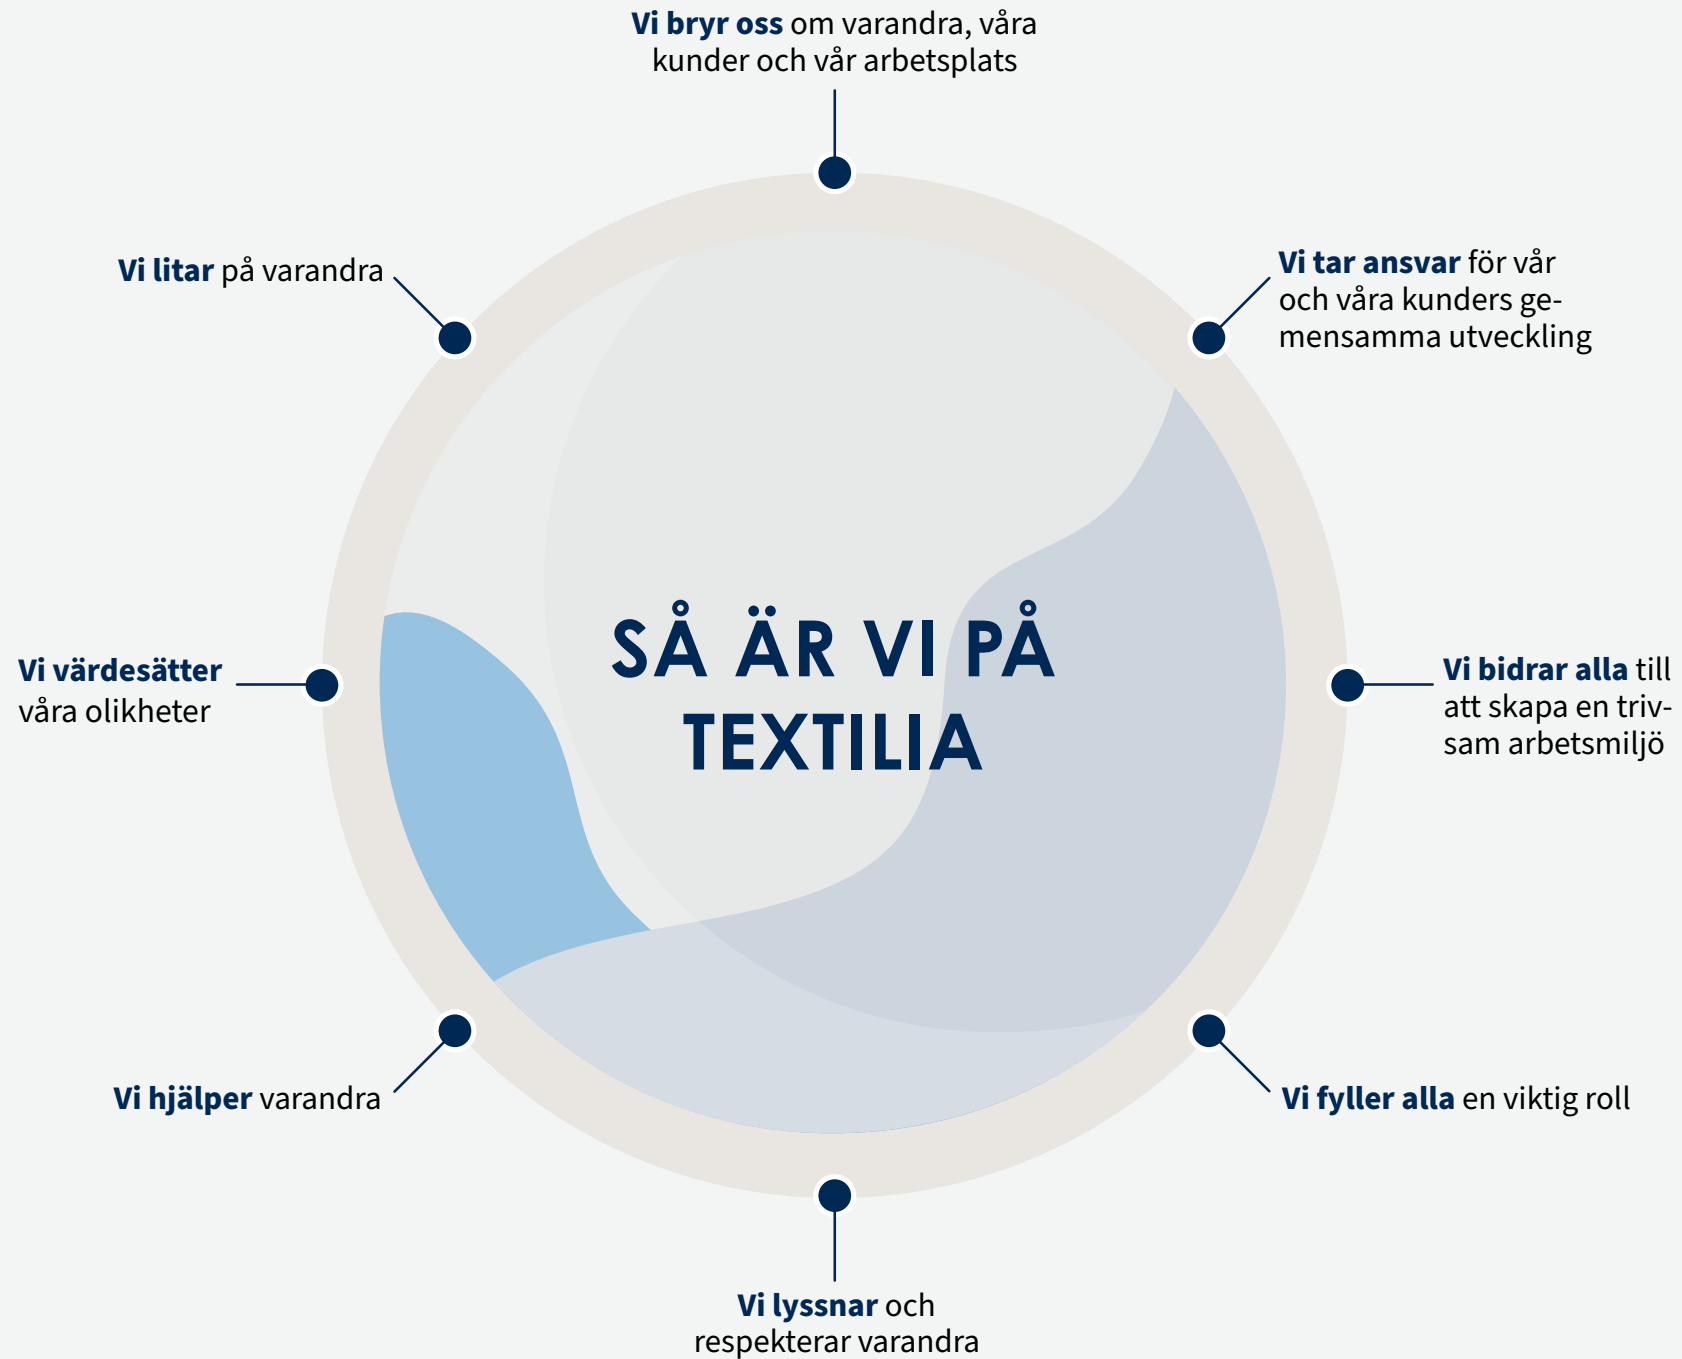 Vi bryr oss om varandra, våra
kunder och vår arbetsplats
Vi tar ansvar för vår
och våra kunders ge-
mensamma utveckling
Vi bidrar alla till
att skapa en triv-
sam arbetsmiljö
Vi fyller alla en viktig roll
Vi lyssnar och
respekterar varandra
Vi hjälper varandra
Vi värdesätter
våra olikheter
Vi litar på varandra
SÅ ÄR VI PÅ
TEXTILIA